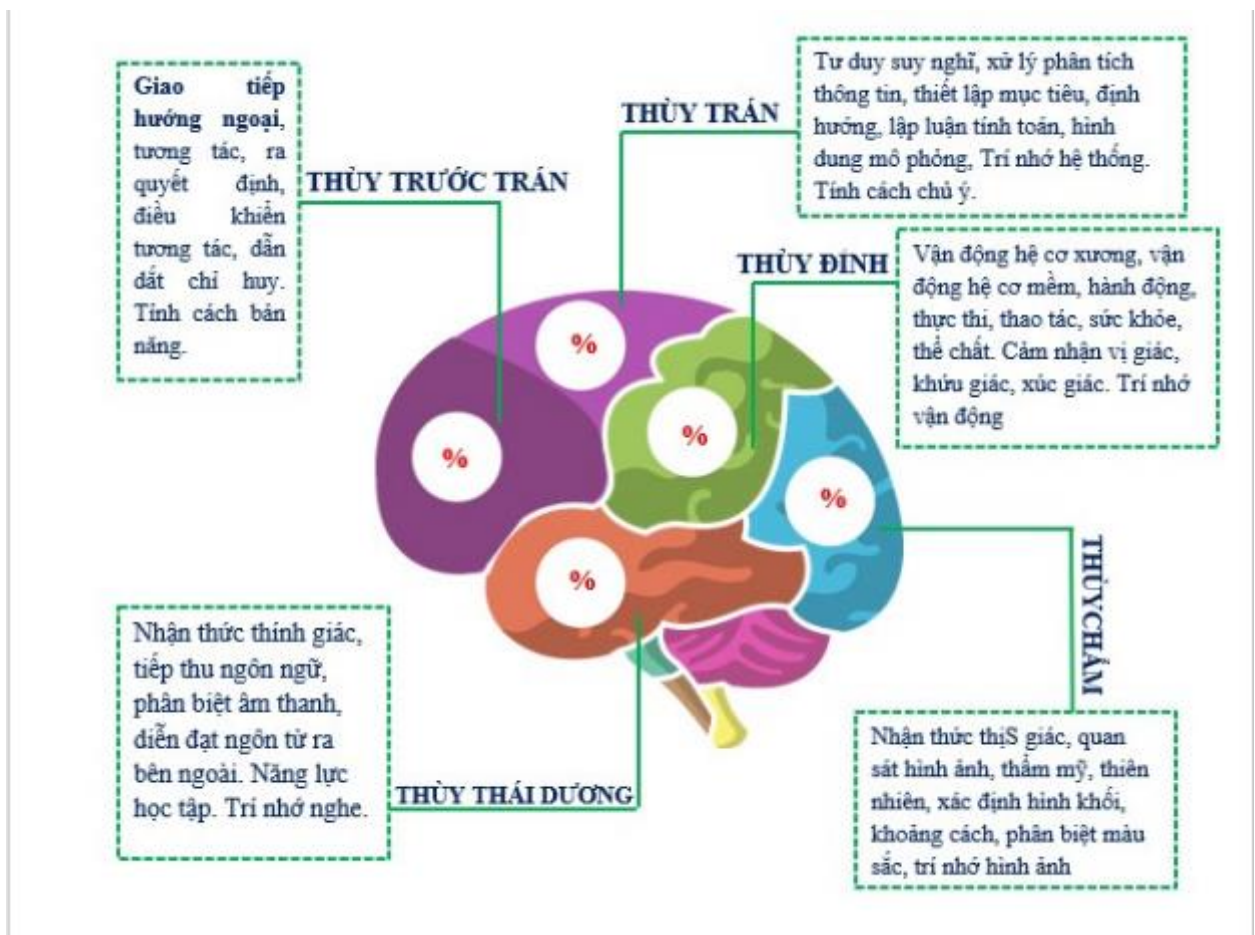 Giao tiếp
hướng ngoại,
tương tác, ra
quyết định,
điều khiển
tương tác, dẫn
dắt chỉ huy.
Tính cách bản
năng.
THÙY TRƯỚC TRÁN
THÙY TRÁN
Tư duy suy nghĩ, xử lý phân tích
thông tin, thiết lập mục tiêu, định
hướng, lập luận tính toán, hình
dung mô phỏng, Trí nhớ hệ thống.
Tính cách chủ ý.
THÙY ĐỈNH
Vận động hệ cơ xương, vận
động hệ cơ mềm, hành động,
thực thi, thao tác, sức khỏe,
thể chất. Cảm nhận vị giác,
khứu giác, xúc giác. Trí nhớ
vận động
%
%
%
%
%
THÙYCHẨM
Nhận thức thịS giác, quan
sát hình ảnh, thẩm mỹ, thiên
nhiên, xác định hình khối,
khoảng cách, phân biệt màu
sắc, trí nhớ hình ảnh
Nhận thức thính giác,
tiếp thu ngôn ngữ,
phân biệt âm thanh,
diễn đạt ngôn từ ra
bên ngoài. Năng lực
học tập. Trí nhớ nghe.
THÙY THÁI DƯƠNG